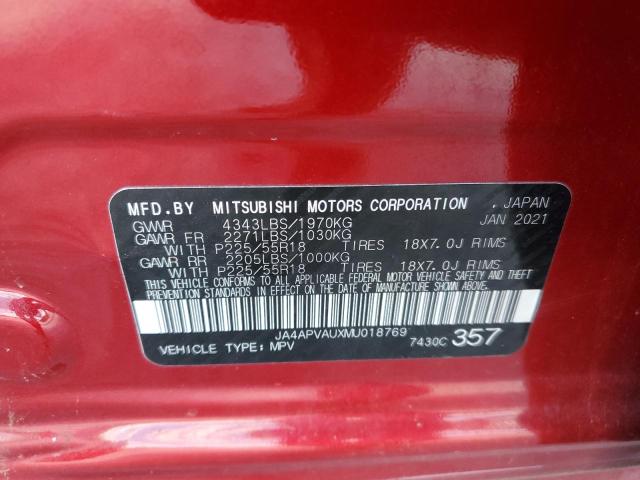 MFD.BY MITSUBISHI MOTORS CORPORATION . JAPAN
GVWR 4343LBS/1970KG JAN 2021
GAWR FR 2271LBS/1030KG
WITH P225/55R18 TIRES 18X7.0J RIMS
GAWR RR 2205LBS/1000KG
WITH P225/55R18 TIRES 18X7.0J RIMS
THIS VEHICLE CONFORMS TO ALL APPLICABLE FEDERAL MOTOR VEHICLE SAFETY AND THEFT
PREVENTION STANDARDS IN EFFECT ON THE DATE OF MANUFACTURE SHOWN ABOVE.
JA4APVAUXMU018769
VEHICLE TYPE: MPV 7430C 357